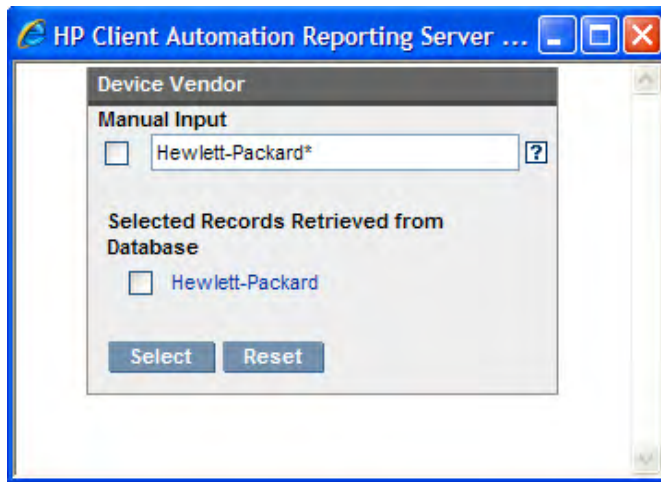 HP Client Automation Reporting Server ...
Device Vendor
Manual Input
Hewlett-Packard*
?
Selected Records Retrieved from
Database
Hewlett-Packard
Select Reset